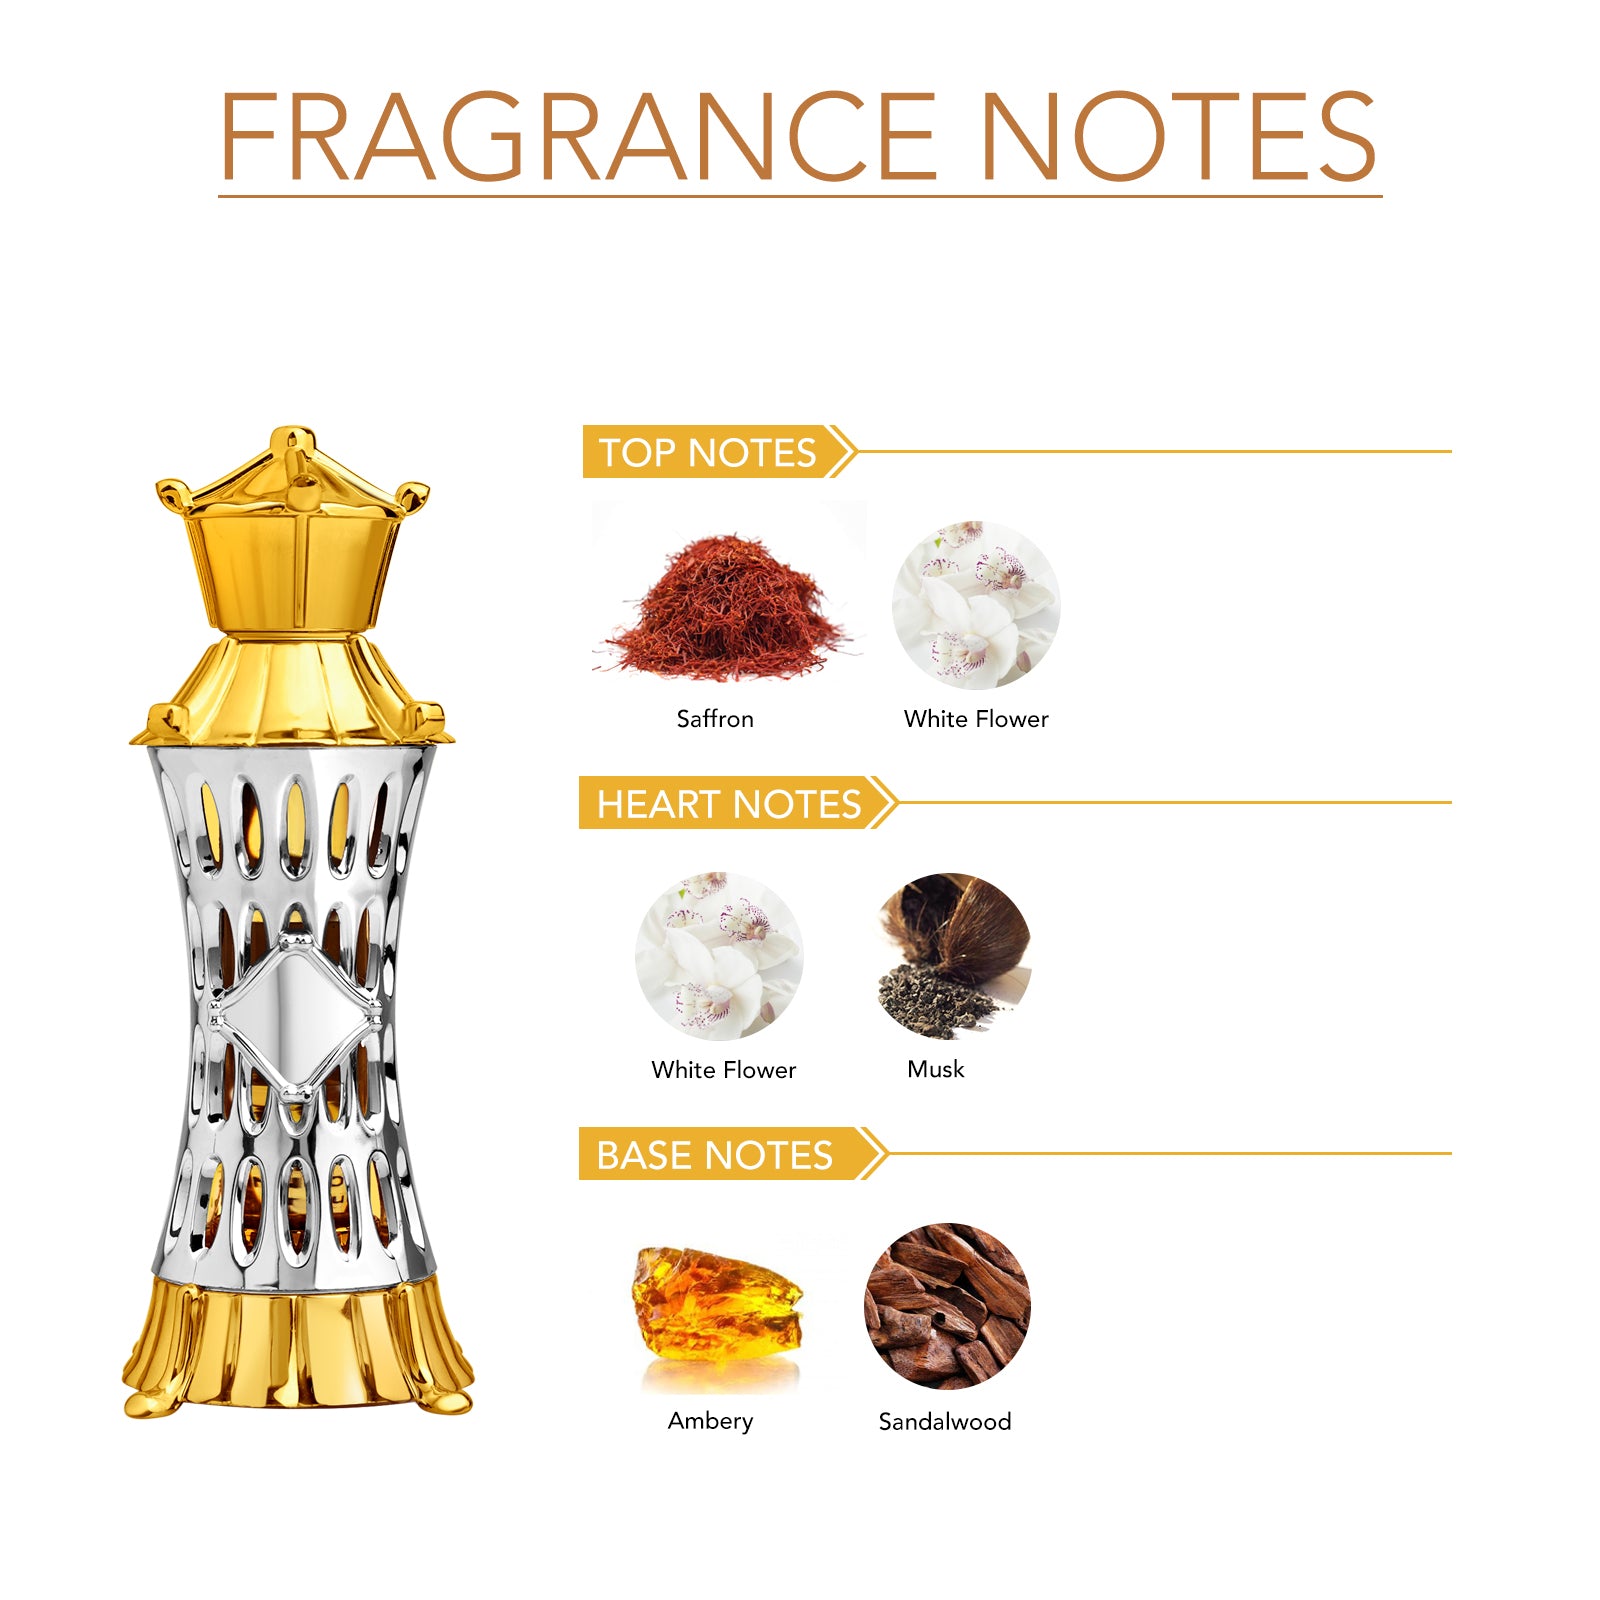 FRAGRANCE NOTES
TOP NOTES
Saffron
White Flower
HEART NOTES
White Flower
Musk
BASE NOTES
Ambery
Sandalwood